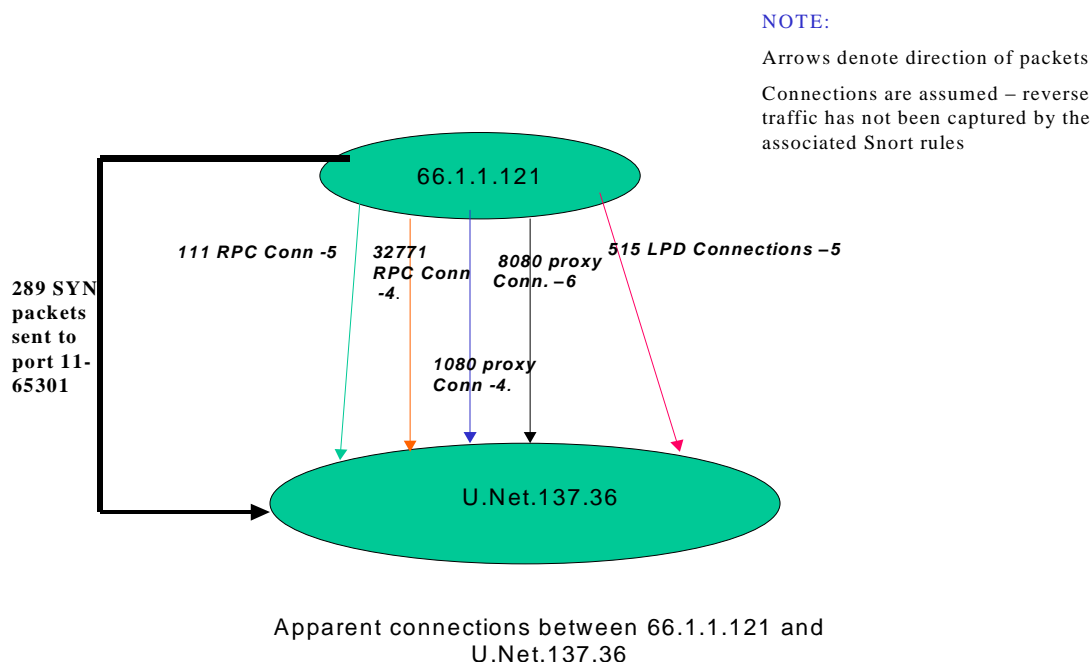 NOTE:
Arrows denote direction of packets
Connections are assumed – reverse
traffic has not been captured by the
associated Snort rules
66.1.1.121
111 RPC Conn -5
32771
RPC Conn
-4.
8080 proxy
Conn. –6
515 LPD Connections –5
289 SYN
packets
sent to
port 11-
65301
1080 proxy
Conn -4.
U.Net.137.36
Apparent connections between 66.1.1.121 and
U.Net.137.36